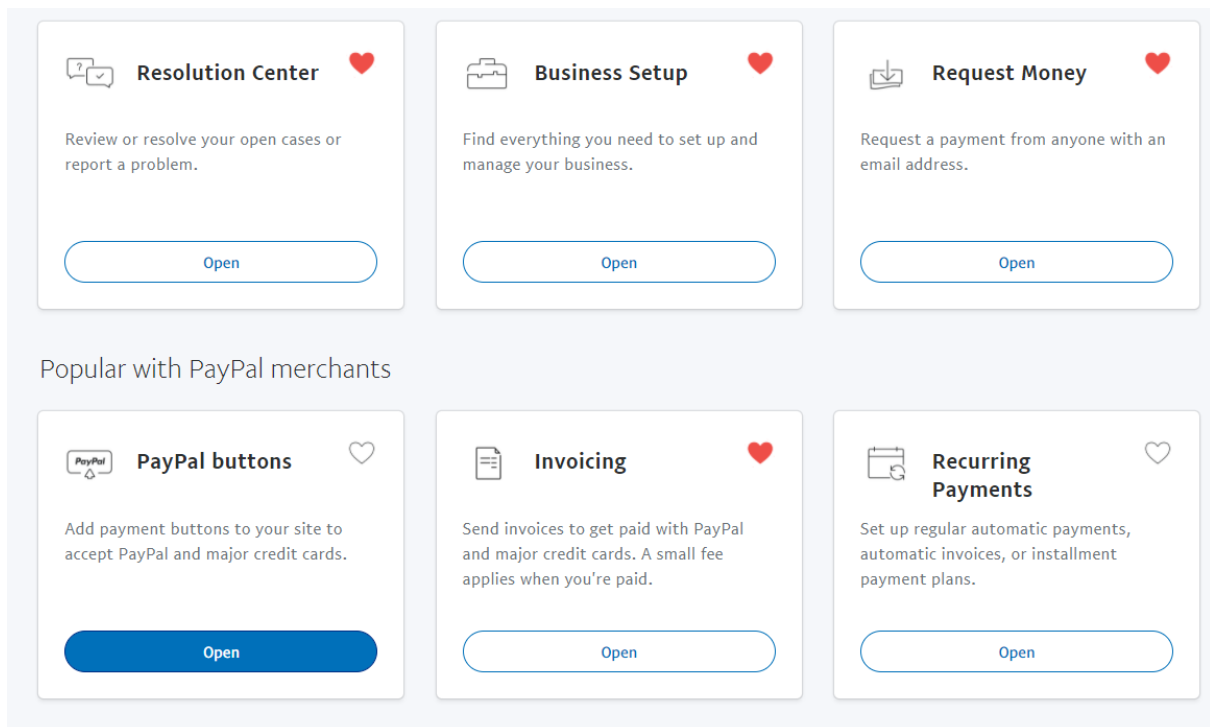 Resolution Center
Review or resolve your open cases or
report a problem.
Open
Business Setup
Find everything you need to set up and
manage your business.
Open
Request Money
Request a payment from anyone with an
email address.
Open
Popular with PayPal merchants
PayPal
PayPal buttons
Add payment buttons to your site to
accept PayPal and major credit cards.
Open
Invoicing
Send invoices to get paid with PayPal
and major credit cards. A small fee
applies when you're paid.
Open
Recurring
Payments
Set up regular automatic payments,
automatic invoices, or installment
payment plans.
Open